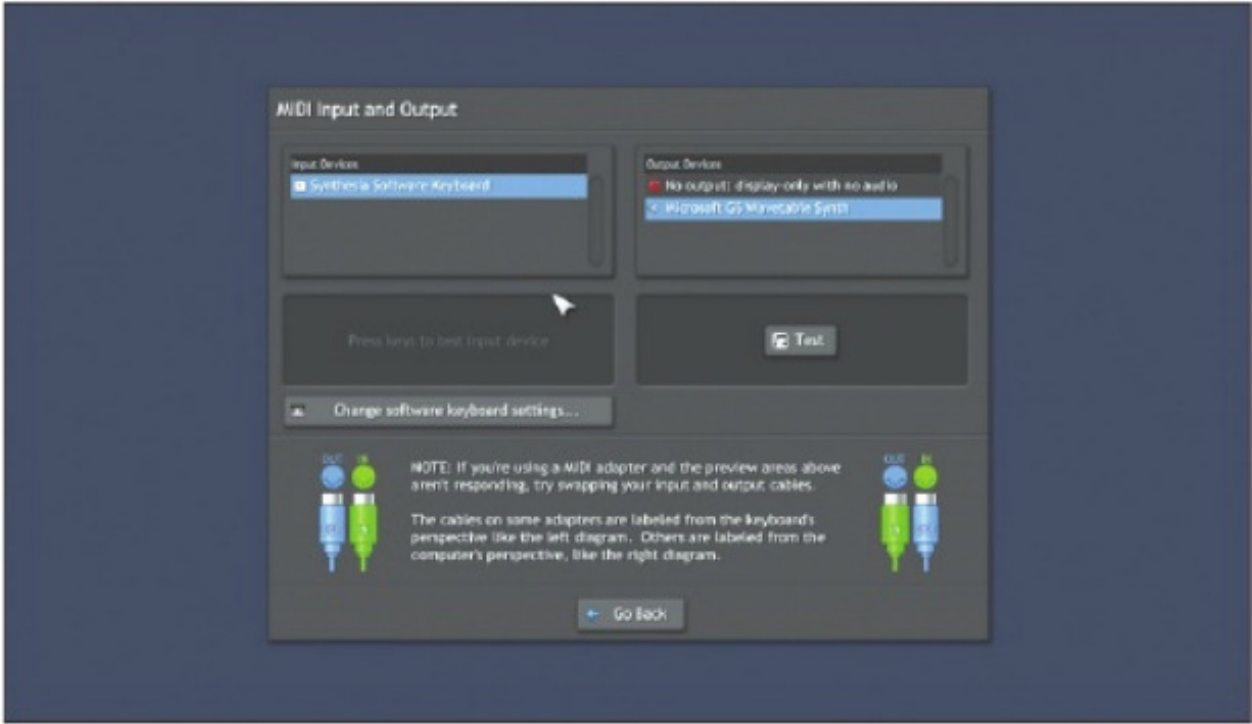 MIDI Input and Output
Input Devices
Synthesia Software Keyboard
Output Devices
No output: display-only with no audio
Microsoft GS Wavetable Synth
Press keys to test input device
Test
Change software keyboard settings...
OUT IN
NOTE: If you're using a MIDI adapter and the preview areas above
aren't responding, try swapping your input and output cables.
The cables on some adapters are labeled from the keyboard's
perspective like the left diagram. Others are labeled from the
computer's perspective, like the right diagram.
OUT IN
Go Back